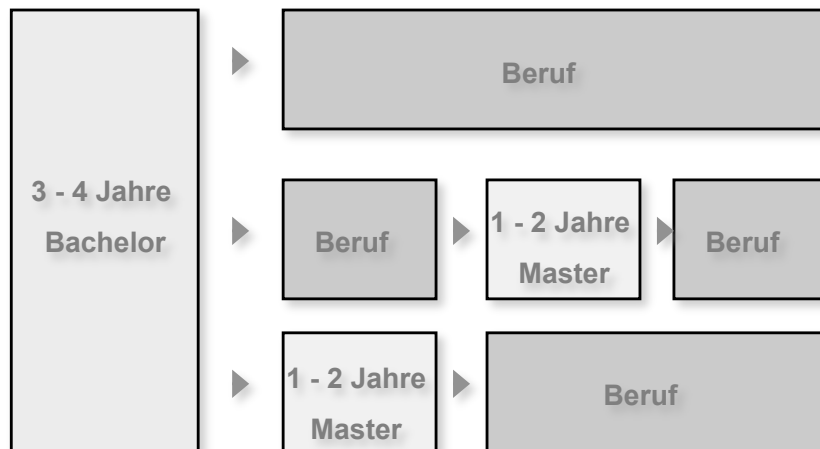 Beruf
3 - 4 Jahre
Bachelor
Beruf
1 - 2 Jahre
Master
Beruf
1 - 2 Jahre
Master
Beruf